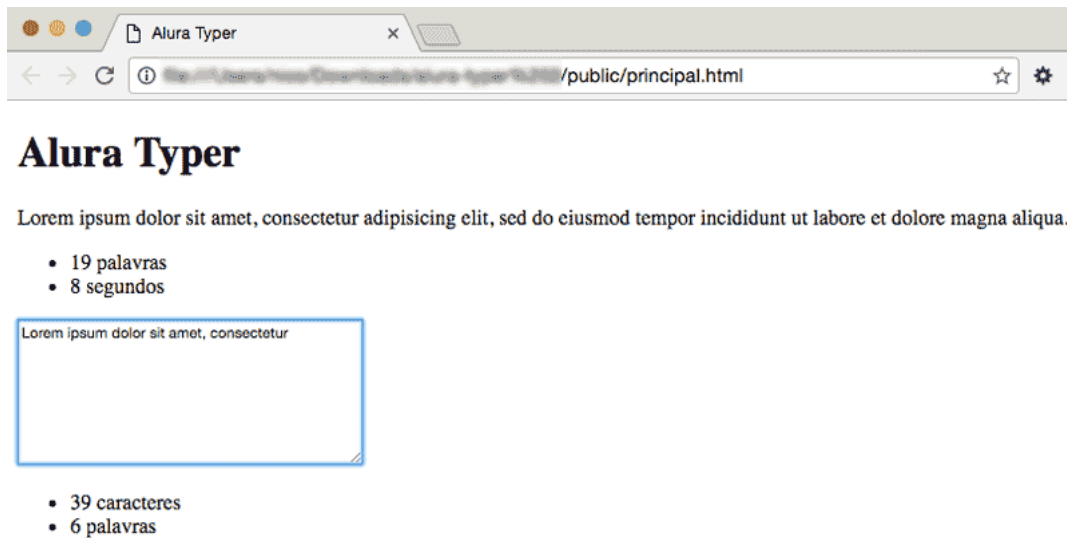 Alura Typer
/public/principal.html
Alura Typer
Lorem ipsum dolor sit amet, consectetur adipisicing elit, sed do eiusmod tempor incididunt ut labore et dolore magna aliqua.
19 palavras
8 segundos
Lorem ipsum dolor sit amet, consectetur
39 caracteres
6 palavras